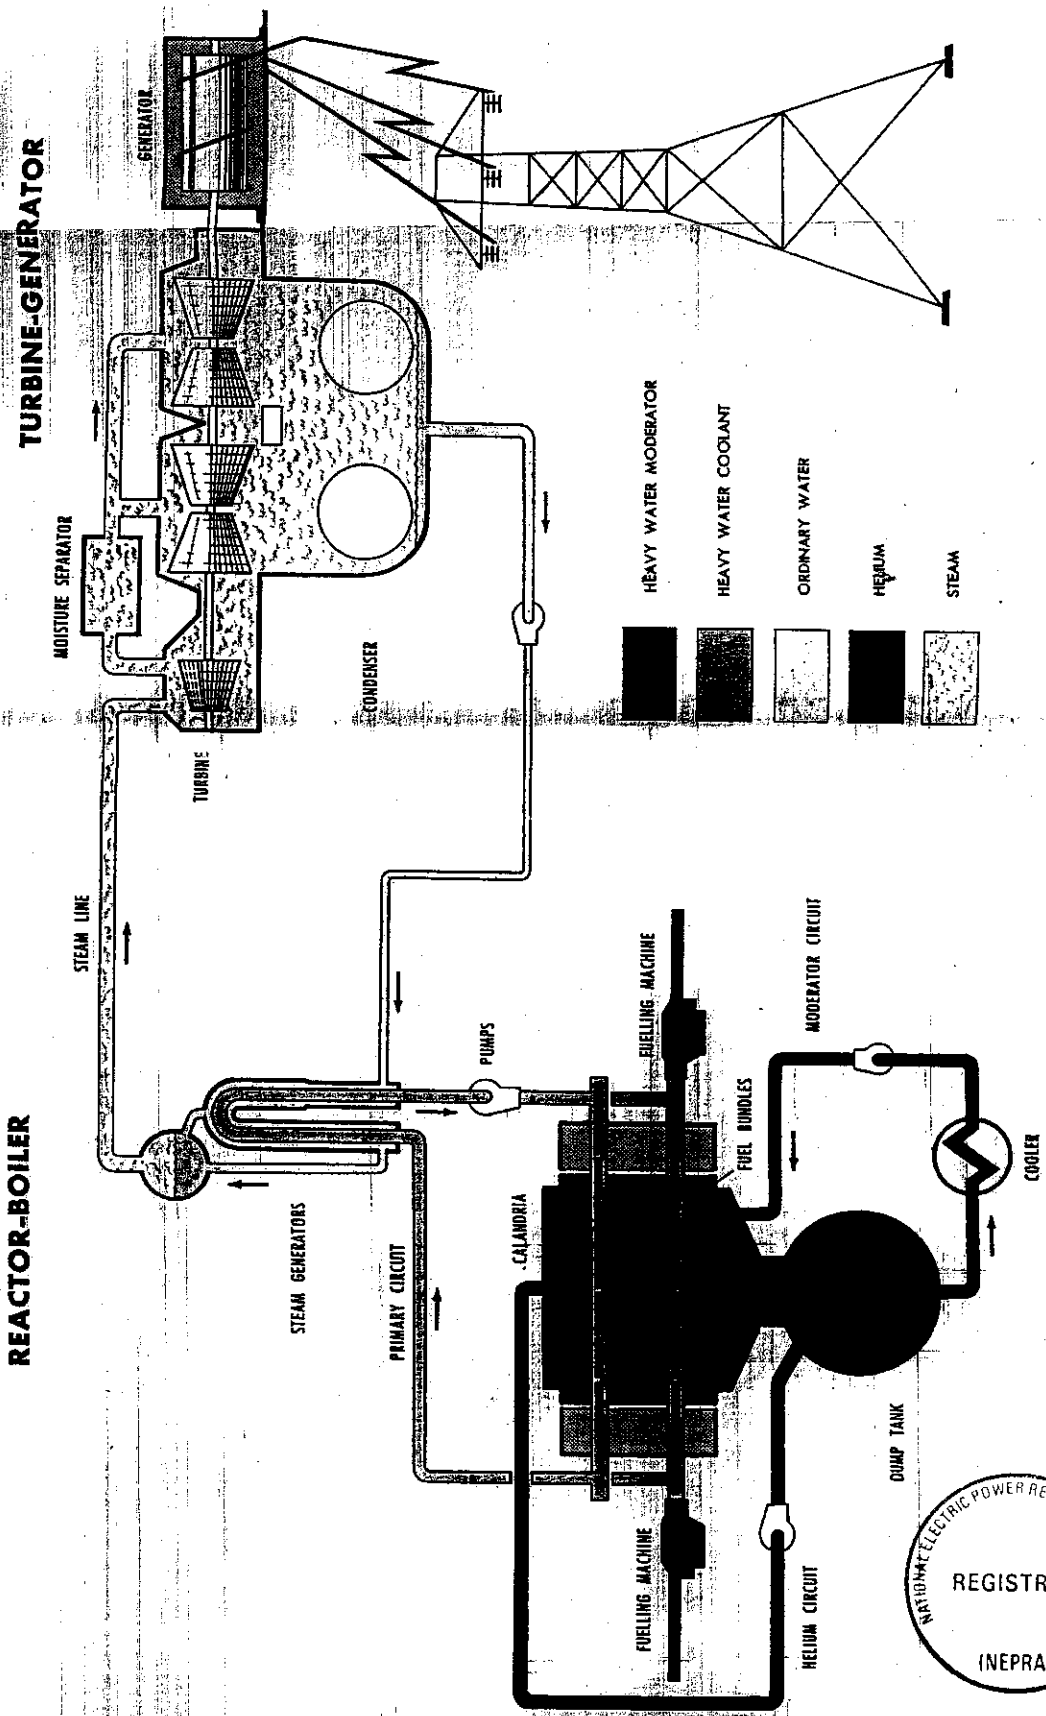 REACTOR-BOILER
TURBINE-GENERATOR
STEAM LINE
MOISTURE SEPARATOR
GENERATOR
TURBINE
CONDENSER
STEAM GENERATORS
PRIMARY CIRCUIT
PUMPS
CALANDRIA
FUELLING MACHINE
FUELLING MACHINE
FUEL BUNDLES
MODERATOR CIRCUIT
HELIUM CIRCUIT
DUMP TANK
COOLER
HEAVY WATER MODERATOR
HEAVY WATER COOLANT
ORDINARY WATER
HELIUM
STEAM
NATIONAL ELECTRIC POWER RE
REGISTR
(NEPRA